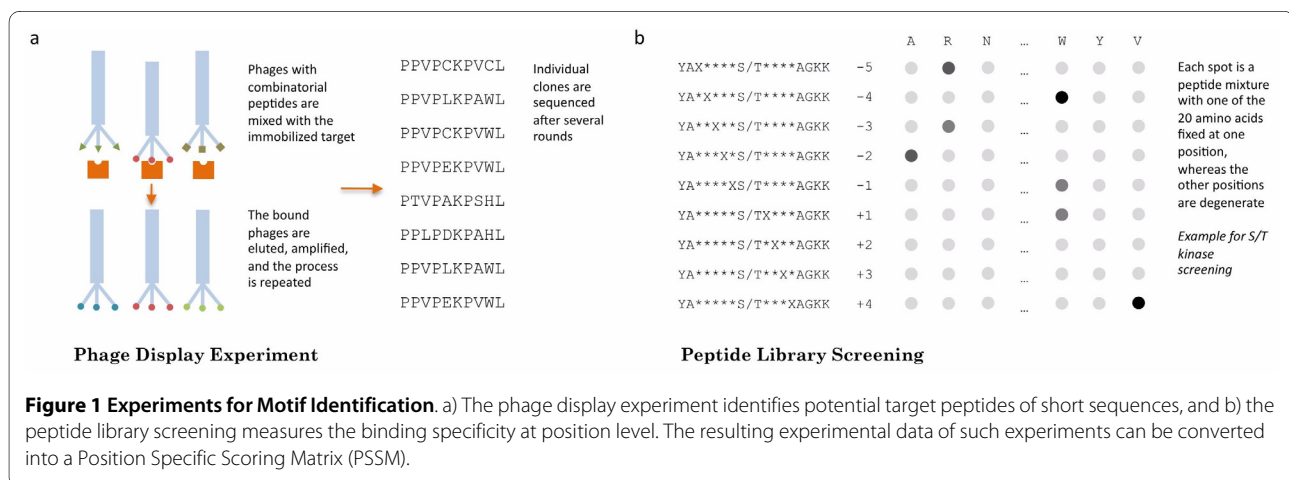 a
Phages with
combinatorial
peptides are
mixed with the
immobilized target
The bound
phages are
eluted, amplified,
and the process
is repeated
PPVPCKPVCL
PPVPLKPAWL
PPVPCKPVWL
PPVPEKPVWL
PTVPAKPSHL
PPLPDKPAHL
PPVPLKPAWL
PPVPEKPVWL
Individual
clones are
sequenced
after several
rounds
Phage Display Experiment
b
A R N ... W Y V
YAX****S/T****AGKK -5 ...
YA*X***S/T****AGKK -4 ...
YA**X**S/T****AGKK -3 ...
YA***X*S/T****AGKK -2 ...
YA****XS/T****AGKK -1 ...
YA*****S/TX***AGKK +1 ...
YA*****S/T*X**AGKK +2 ...
YA*****S/T**X*AGKK +3 ...
YA*****S/T***XAGKK +4 ...
Each spot is a
peptide mixture
with one of the
20 amino acids
fixed at one
position,
whereas the
other positions
are degenerate
Example for S/T
kinase
screening
Peptide Library Screening
Figure 1 Experiments for Motif Identification. a) The phage display experiment identifies potential target peptides of short sequences, and b) the
peptide library screening measures the binding specificity at position level. The resulting experimental data of such experiments can be converted
into a Position Specific Scoring Matrix (PSSM).